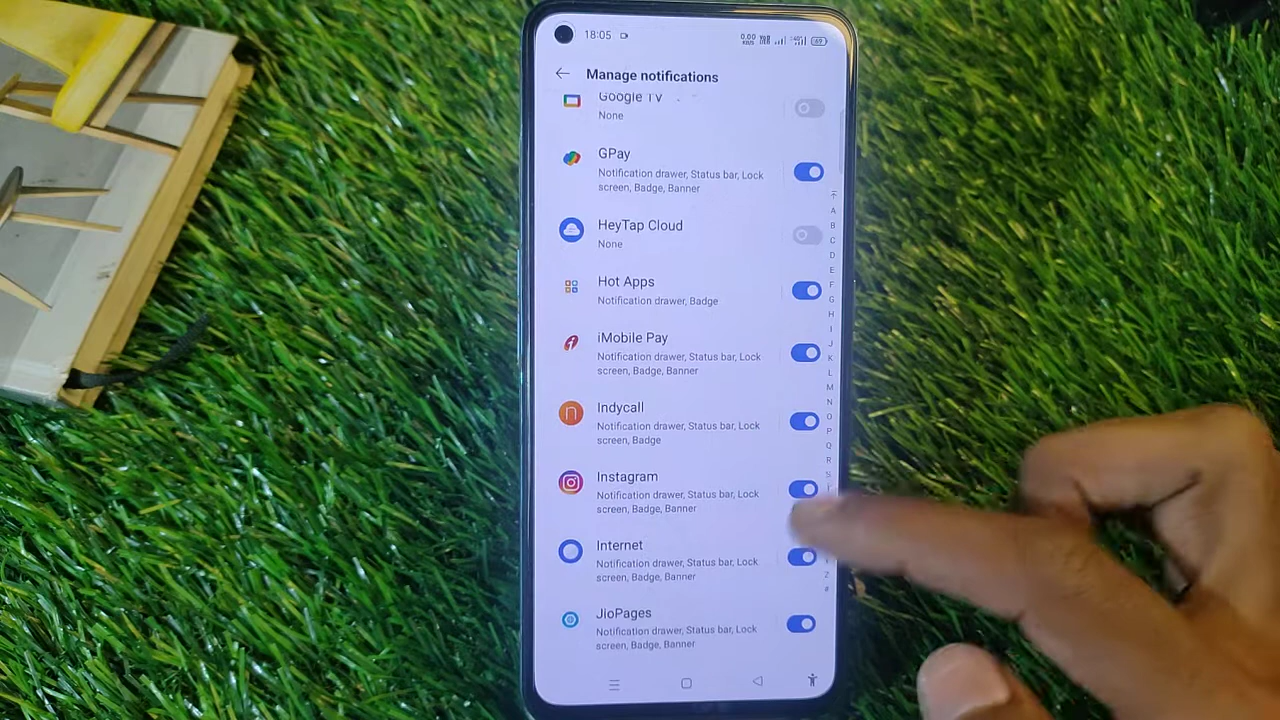 18:05
Manage notifications
Google TV
None
GPay
Notification drawer, Status bar, Lock
screen, Badge, Banner
HeyTap Cloud
None
Hot Apps
Notification drawer, Badge
iMobile Pay
Notification drawer, Status bar, Lock
screen, Badge, Banner
Indycall
Notification drawer, Status bar, Lock
screen, Badge
Instagram
Notification drawer, Status bar, Lock
screen, Badge, Banner
Internet
Notification drawer, Status bar, Lock
screen, Badge, Banner
JioPages
Notification drawer, Status bar, Lock
screen, Badge, Banner
A
B
C
D
E
F
G
H
I
J
K
L
M
N
O
P
Q
R
S
Z
#